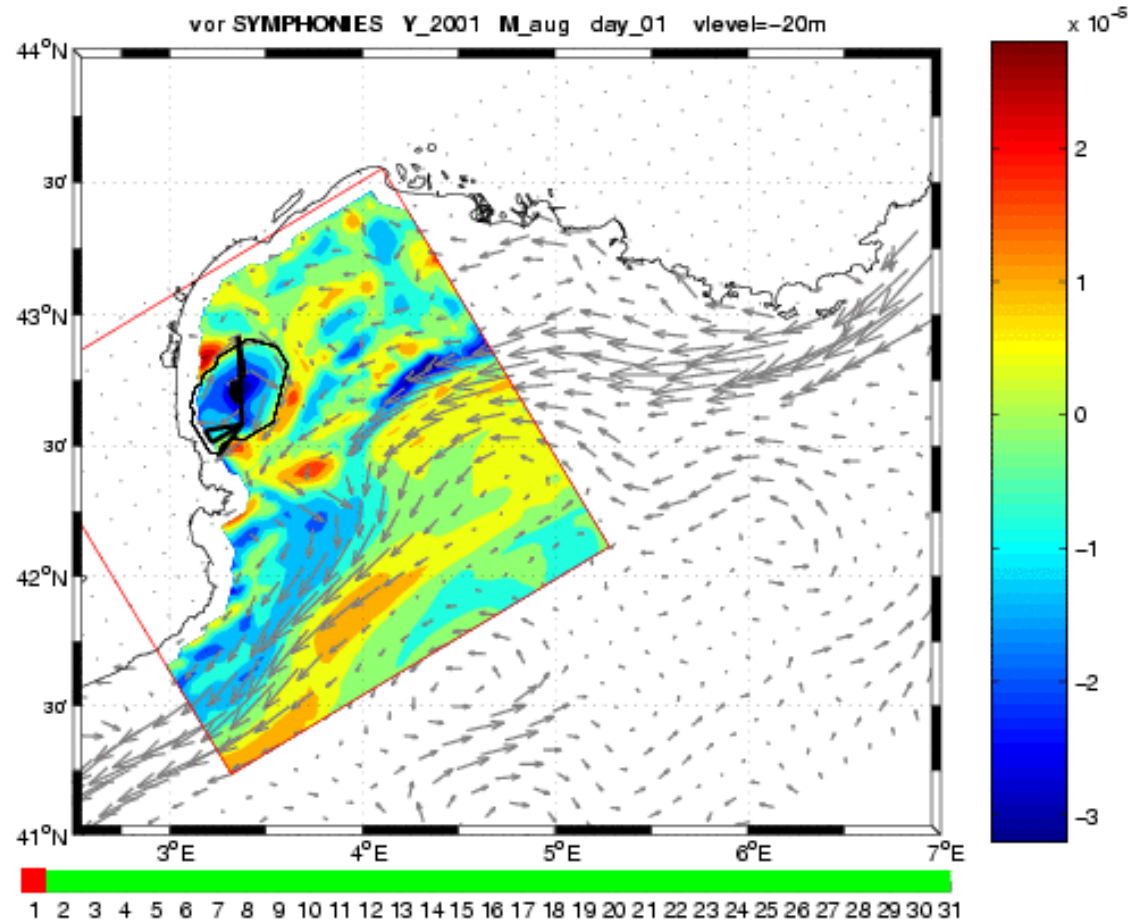 vor SYMPHONIES Y_2001 M_aug day_01 vlevel=-20m
x 10⁻⁵
44°N
30'
43°N
30'
42°N
30'
41°N
3°E 4°E 5°E 6°E 7°E
2
1
0
-1
-2
-3
1 2 3 4 5 6 7 8 9 10 11 12 13 14 15 16 17 18 19 20 21 22 23 24 25 26 27 28 29 30 31